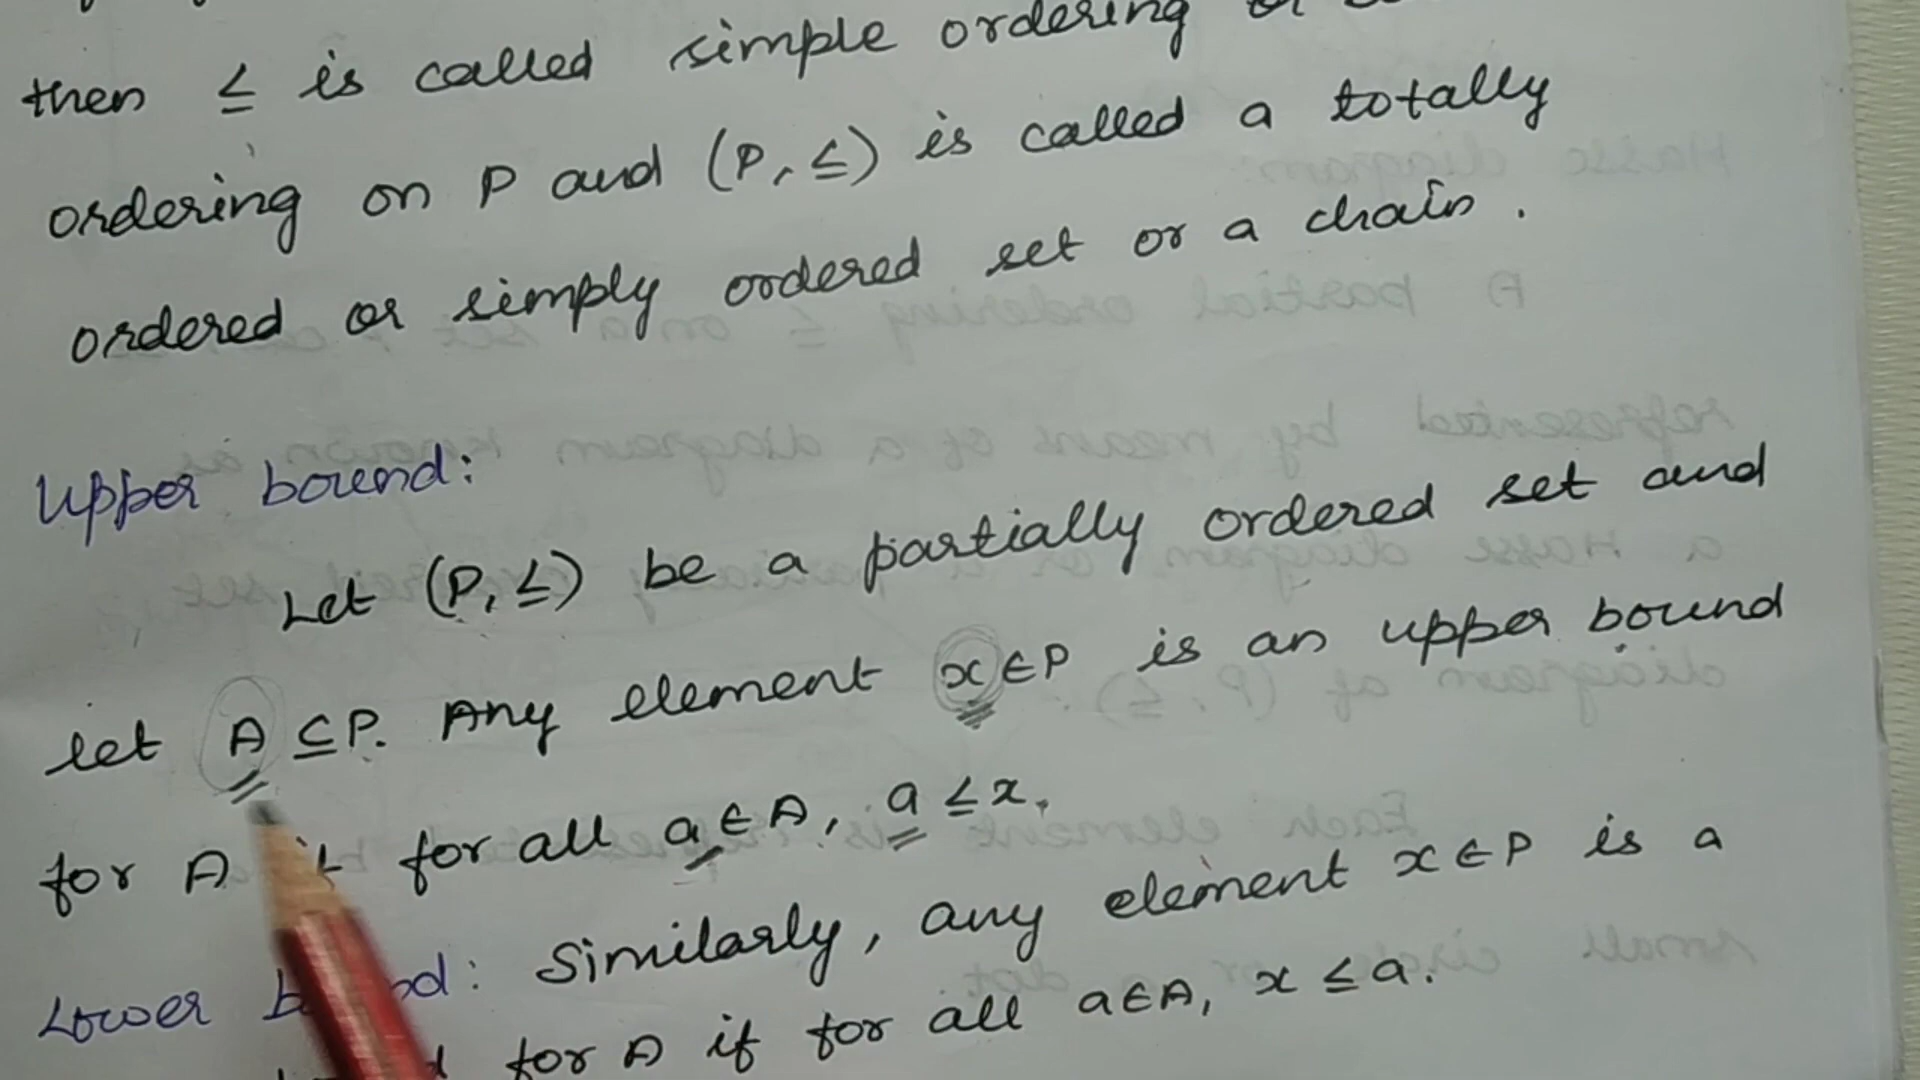 then ≤ is called simple ordering or
ordering on P and (P, ≤) is called a totally
ordered or simply ordered set or a chain.
Upper bound:
Let (P, ≤) be a partially ordered set and
let A ⊆ P. Any element x ∈ P is an upper bound
for A if for all a ∈ A, a ≤ x.
Lower bound: Similarly, any element x ∈ P is a
for A if for all a ∈ A, x ≤ a.